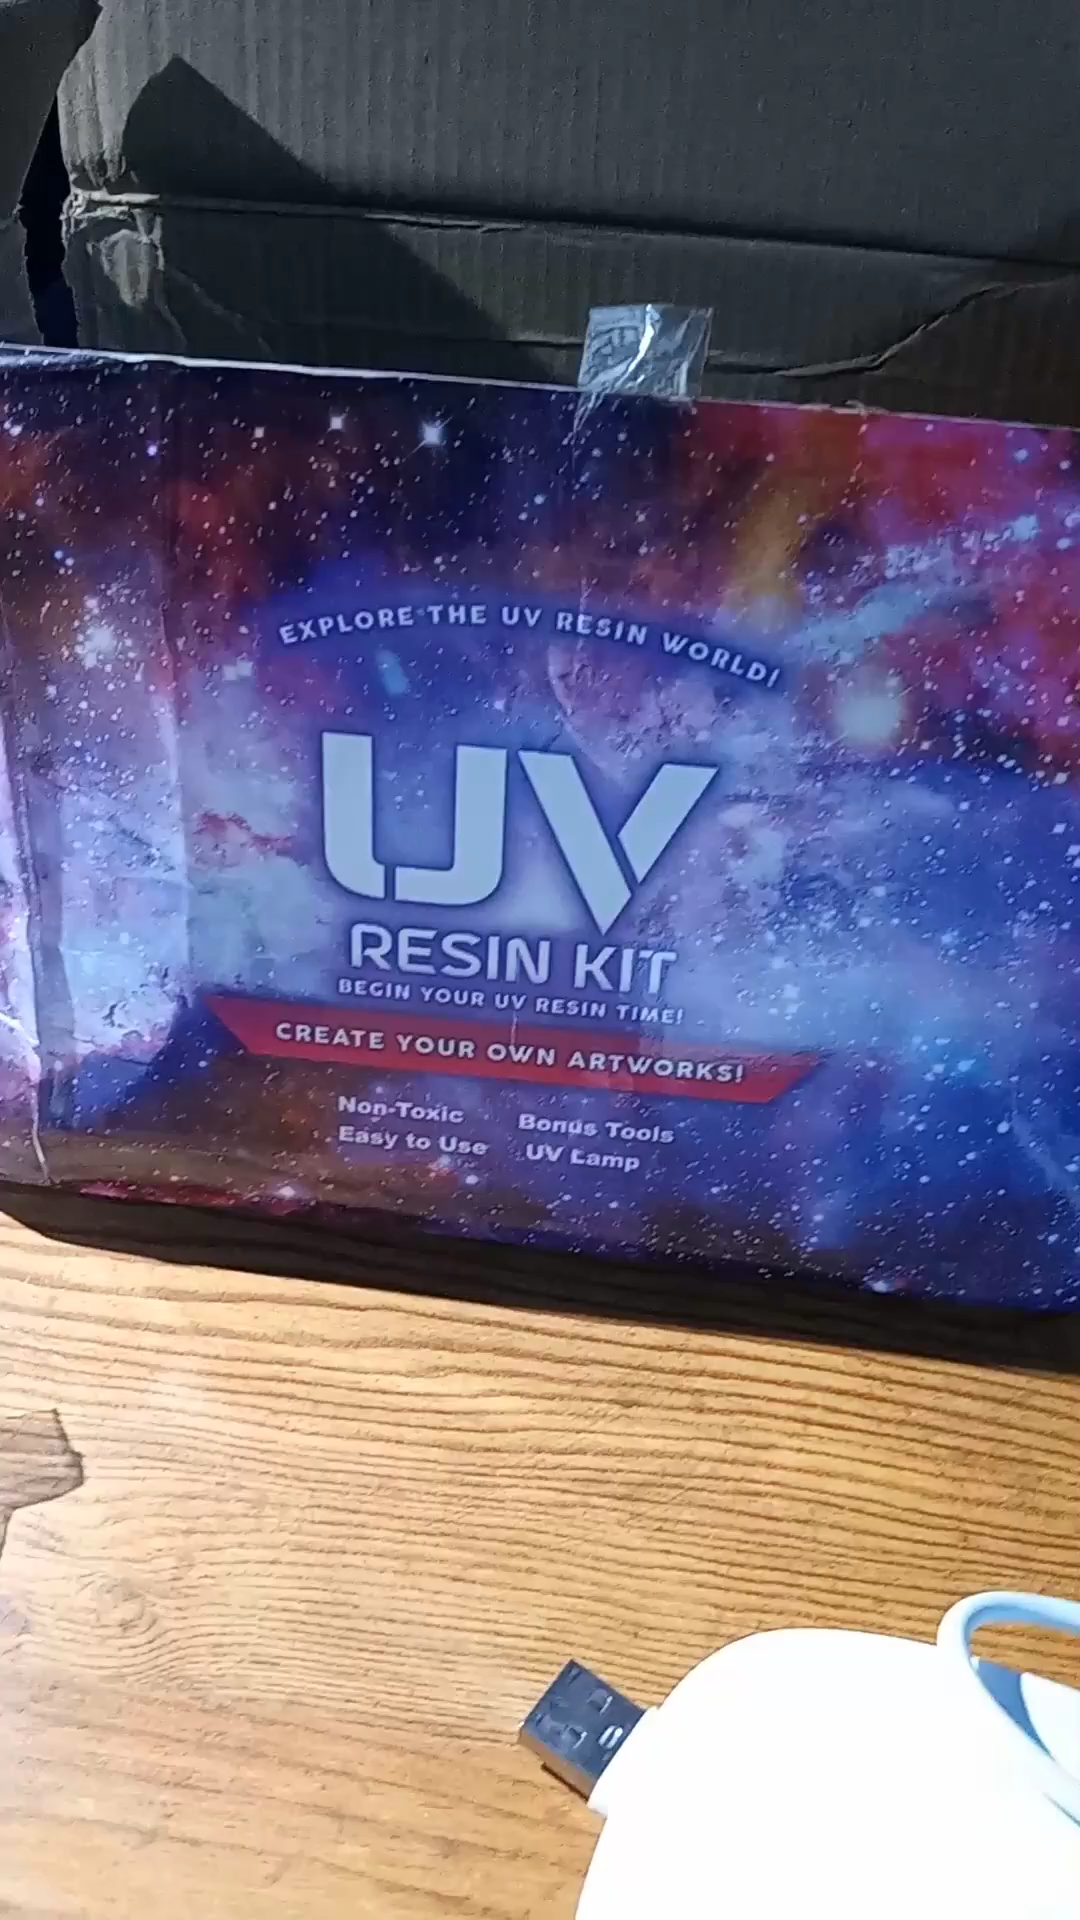 EXPLORE THE UV RESIN WORLD!
UV
RESIN KIT
BEGIN YOUR UV RESIN TIME!
CREATE YOUR OWN ARTWORKS!
Non-Toxic Bonus Tools
Easy to Use UV Lamp